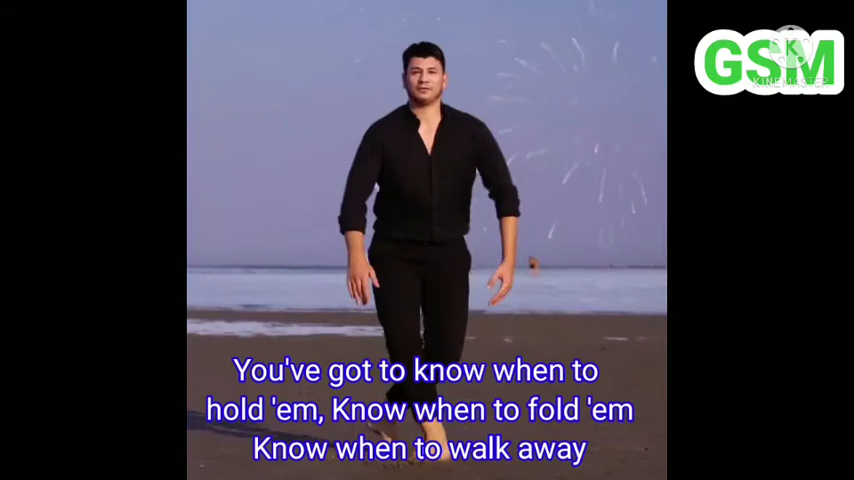 GSM
K
KINEMASTER
You've got to know when to
hold 'em, Know when to fold 'em
Know when to walk away